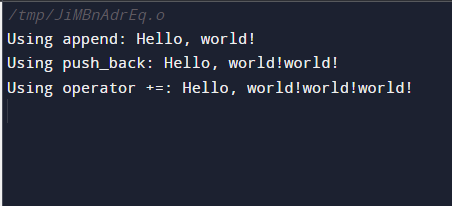 /tmp/JiMBnAdrEq.o
Using append: Hello, world!
Using push_back: Hello, world!world!
Using operator +=: Hello, world!world!world!